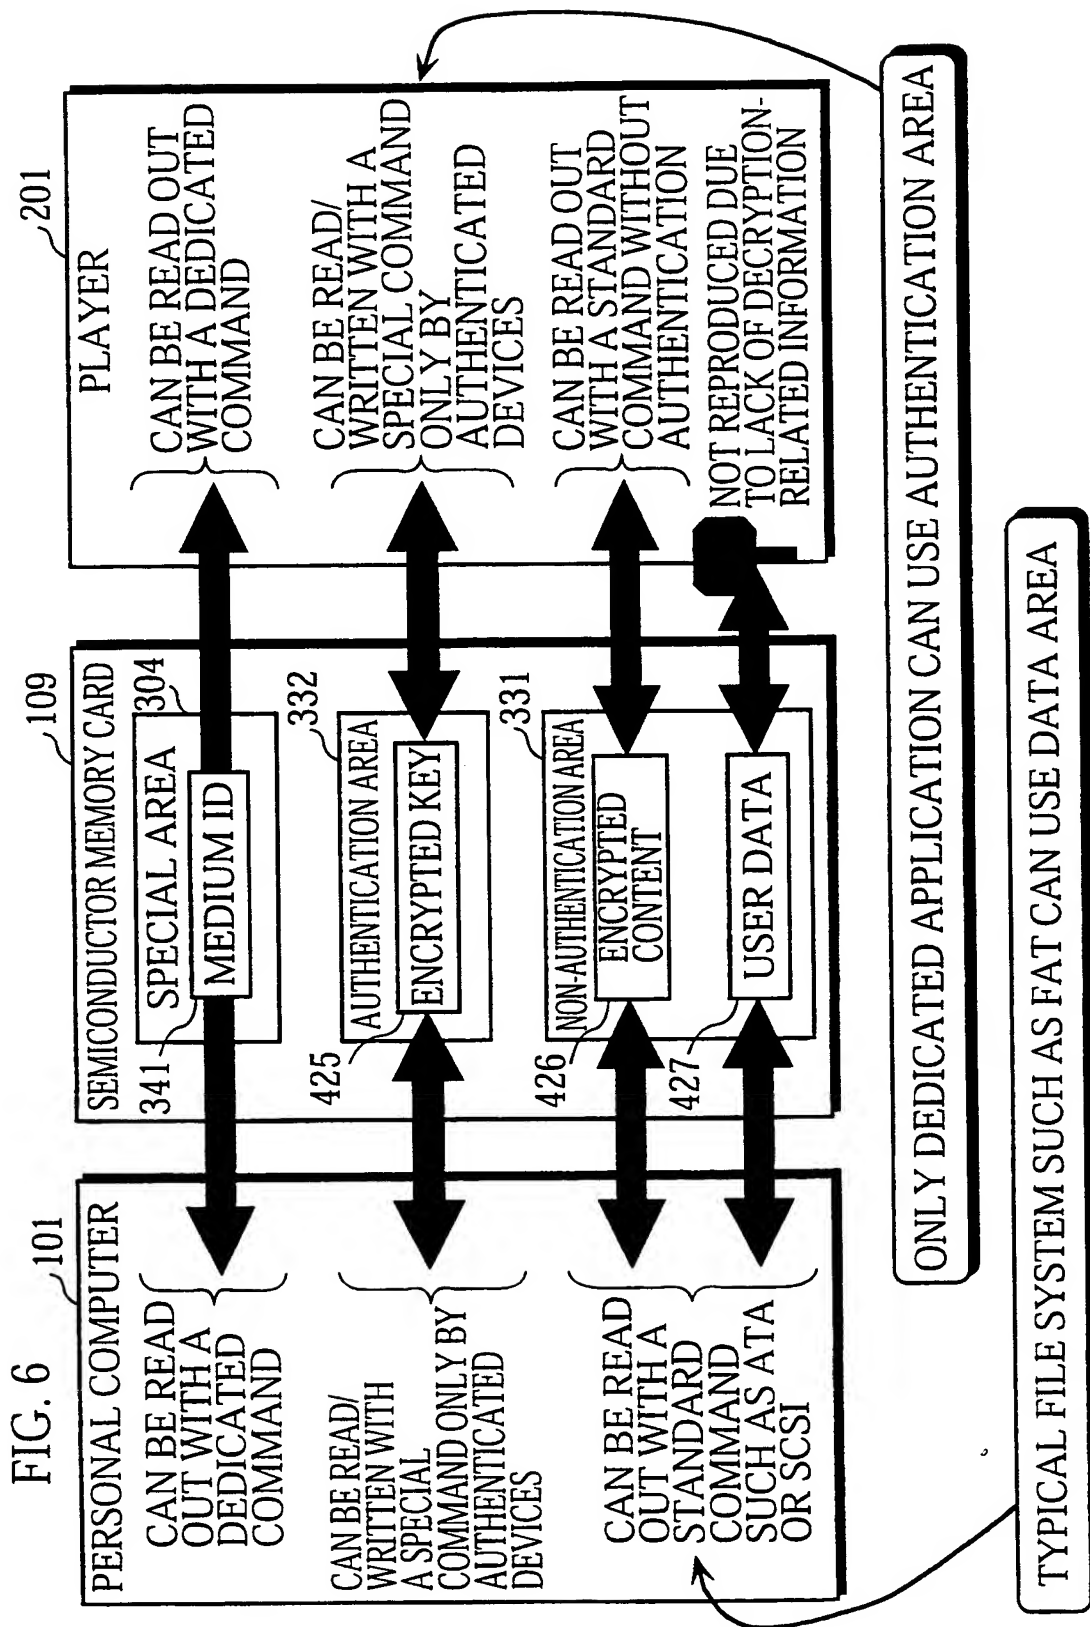 FIG. 6
101
PERSONAL COMPUTER
CAN BE READ
OUT WITH A
DEDICATED
COMMAND
CAN BE READ/
WRITTEN WITH
A SPECIAL
COMMAND ONLY BY
AUTHENTICATED
DEVICES
CAN BE READ
OUT WITH A
STANDARD
COMMAND
SUCH AS ATA
OR SCSI
109
SEMICONDUCTOR MEMORY CARD
304
SPECIAL AREA
MEDIUM ID
341
332
AUTHENTICATION AREA
ENCRYPTED KEY
425
331
NON-AUTHENTICATION AREA
ENCRYPTED
CONTENT
426
USER DATA
427
201
PLAYER
CAN BE READ OUT
WITH A DEDICATED
COMMAND
CAN BE READ/
WRITTEN WITH A
SPECIAL COMMAND
ONLY BY
AUTHENTICATED
DEVICES
CAN BE READ OUT
WITH A STANDARD
COMMAND WITHOUT
AUTHENTICATION
NOT REPRODUCED DUE
TO LACK OF DECRYPTION-
RELATED INFORMATION
ONLY DEDICATED APPLICATION CAN USE AUTHENTICATION AREA
TYPICAL FILE SYSTEM SUCH AS FAT CAN USE DATA AREA